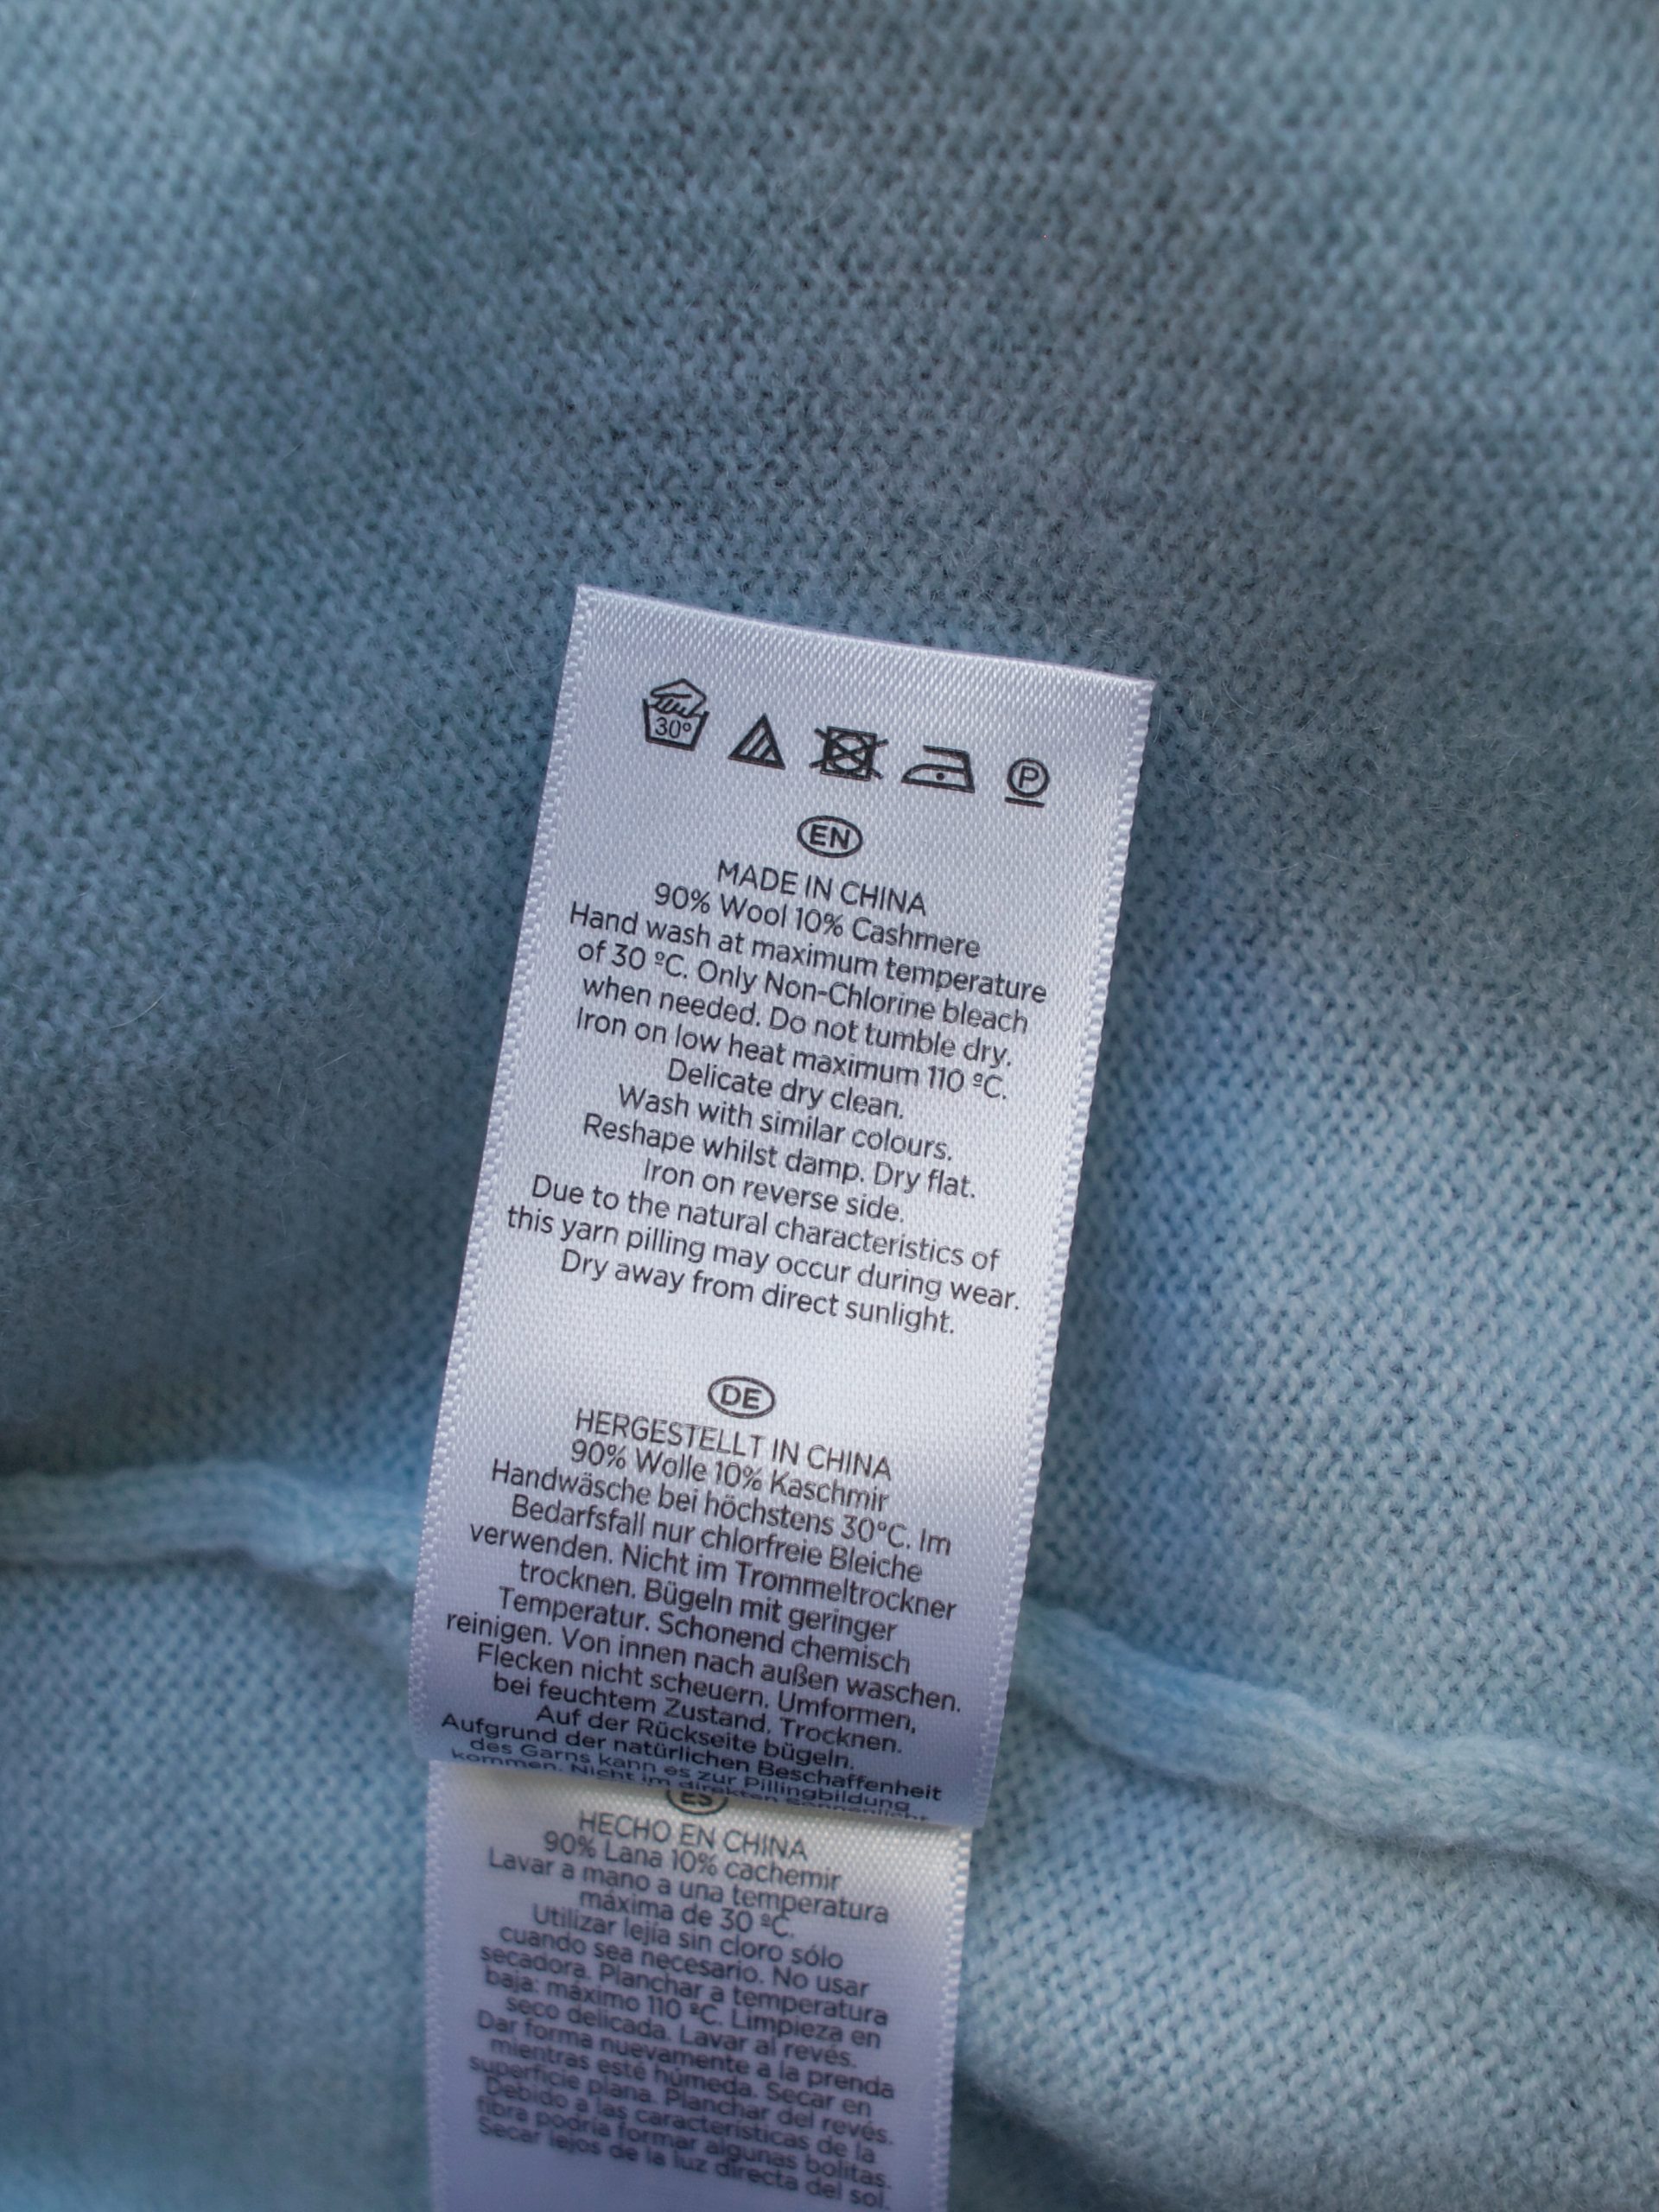 30°
P
EN
MADE IN CHINA
90% Wool 10% Cashmere
Hand wash at maximum temperature
of 30 ºC. Only Non-Chlorine bleach
when needed. Do not tumble dry.
Iron on low heat maximum 110 ºC.
Delicate dry clean.
Wash with similar colours.
Reshape whilst damp. Dry flat.
Iron on reverse side.
Due to the natural characteristics of
this yarn pilling may occur during wear.
Dry away from direct sunlight.
DE
HERGESTELLT IN CHINA
90% Wolle 10% Kaschmir
Handwäsche bei höchstens 30°C. Im
Bedarfsfall nur chlorfreie Bleiche
verwenden. Nicht im Trommeltrockner
trocknen. Bügeln mit geringer
Temperatur. Schonend chemisch
reinigen. Von innen nach außen waschen.
Flecken nicht scheuern. Umformen,
bei feuchtem Zustand, Trocknen.
Auf der Rückseite bügeln.
Aufgrund der natürlichen Beschaffenheit
des Garns kann es zur Pillingbildung
kommen. Nicht im direkten Sonnenlicht
ES
HECHO EN CHINA
90% Lana 10% cachemir
Lavar a mano a una temperatura
máxima de 30 ºC.
Utilizar lejía sin cloro sólo
cuando sea necesario. No usar
secadora. Planchar a temperatura
baja: máximo 110 ºC. Limpieza en
seco delicada. Lavar al revés.
Dar forma nuevamente a la prenda
mientras esté húmeda. Secar en
superficie plana. Planchar del revés.
Debido a las características de la
fibra podría formar algunas bolitas.
Secar lejos de la luz directa del sol.